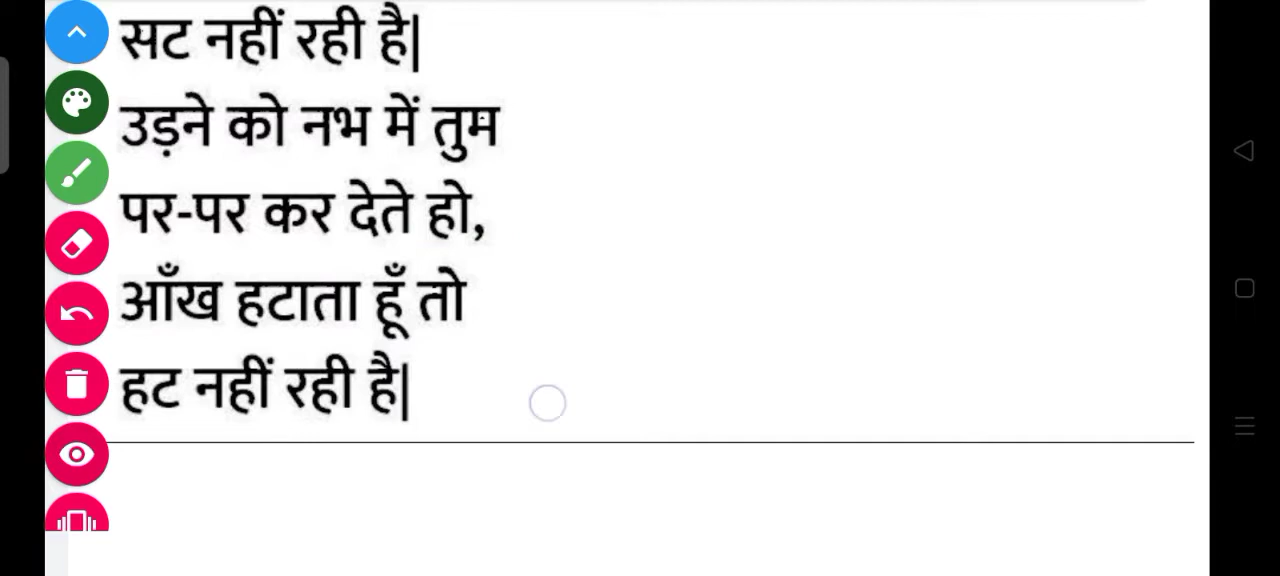 सट नहीं रही है|
उड़ने को नभ में तुम
पर-पर कर देते हो,
आँख हटाता हूँ तो
हट नहीं रही है|